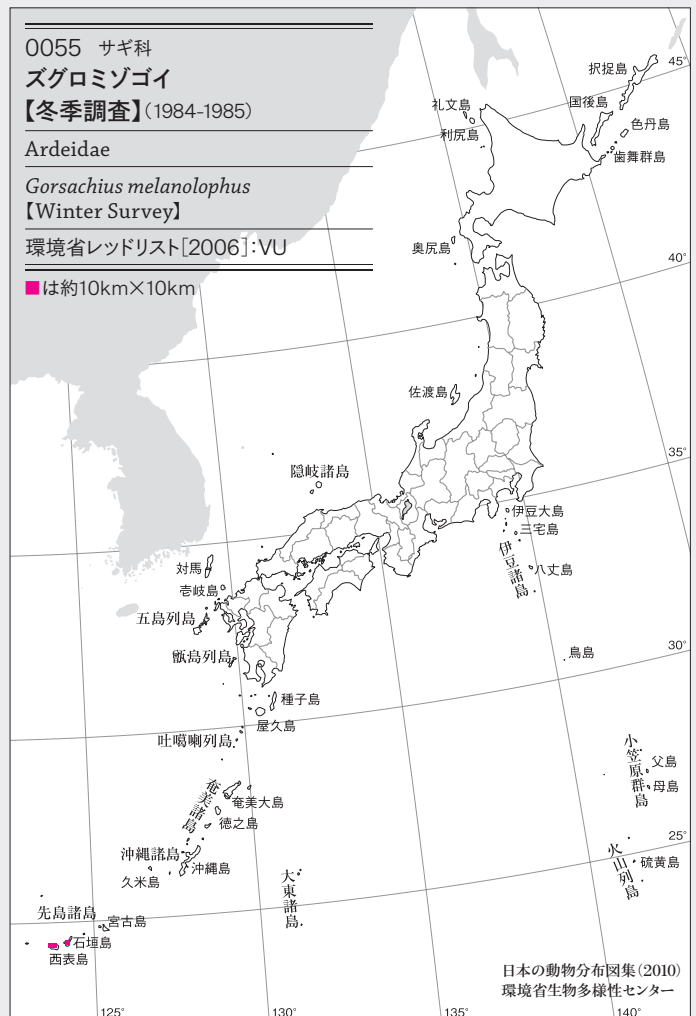 0055 サギ科
ズグロミゾゴイ
【冬季調査】(1984-1985)
Ardeidae
Gorsachius melanolophus
【Winter Survey】
環境省レッドリスト[2006]:VU
■は約10km×10km
45°
択捉島
国後島
礼文島
色丹島
利尻島
歯舞群島
奥尻島
40°
佐渡島
35°
隠岐諸島
伊豆大島
三宅島
伊豆諸島
八丈島
対馬
壱岐島
五島列島
甑島列島
鳥島
30°
種子島
屋久島
吐噶喇列島
小笠原群島
父島
母島
奄美諸島
奄美大島
徳之島
25°
沖縄諸島
沖縄島
久米島
火山列島
硫黄島
大東諸島
先島諸島
宮古島
石垣島
西表島
日本の動物分布図集(2010)
環境省生物多様性センター
125°
130°
135°
140°